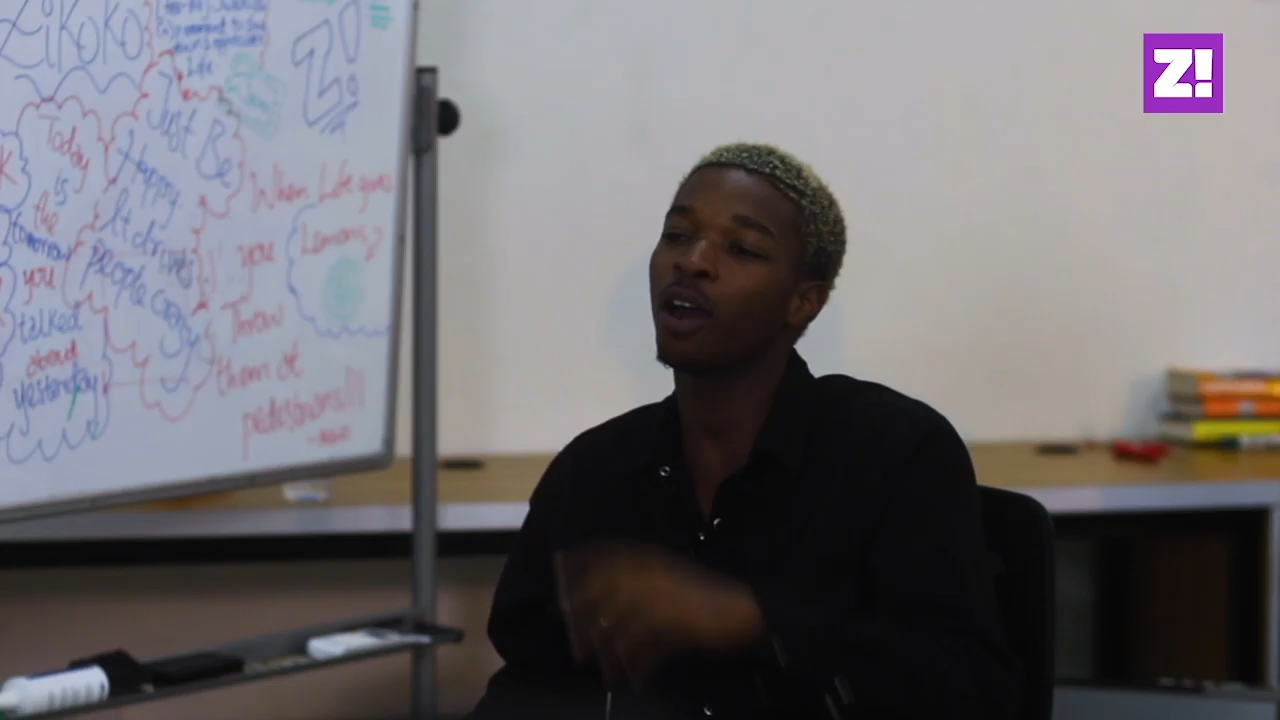 Zikoko
Life
Z!
Just Be
Happy
It drives
people crazy
Today
is
the
tomorrow
you
talked
about
yesterday
When Life gives
you Lemons,
Throw
them at
pedestrians!!!
Z!